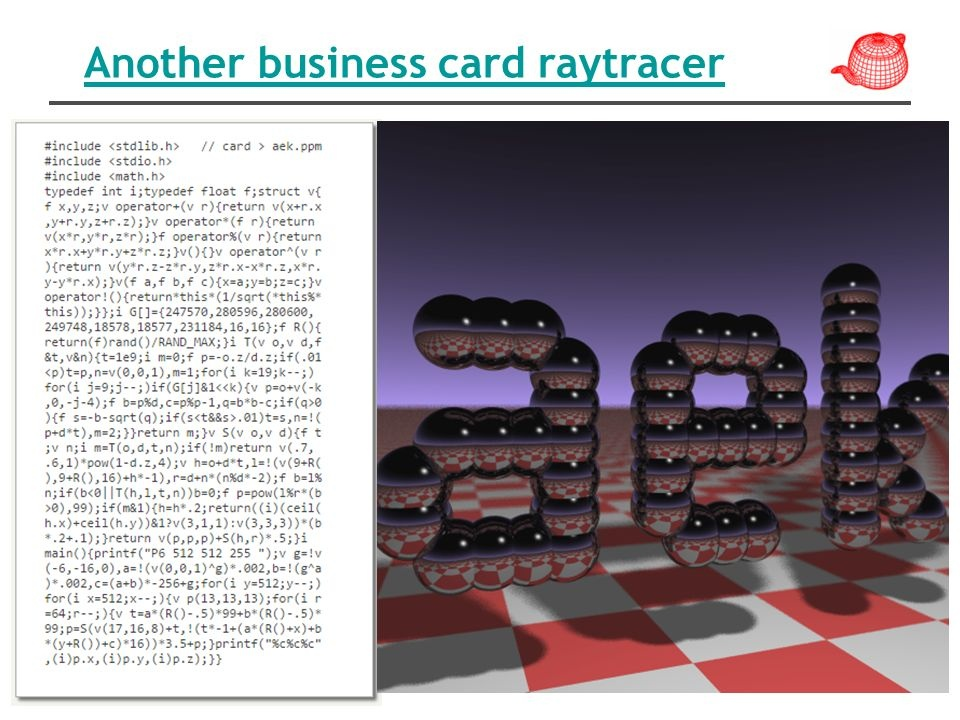 Another business card raytracer
#include <stdlib.h>   // card > aek.ppm
#include <stdio.h>
#include <math.h>
typedef int i;typedef float f;struct v{
f x,y,z;v operator+(v r){return v(x+r.x
,y+r.y,z+r.z);}v operator*(f r){return
v(x*r,y*r,z*r);}f operator%(v r){return
x*r.x+y*r.y+z*r.z;}v(){}v operator^(v r
){return v(y*r.z-z*r.y,z*r.x-x*r.z,x*r.
y-y*r.x);}v(f a,f b,f c){x=a;y=b;z=c;}v
operator!(){return*this*(1/sqrt(*this%*
this));}};i G[]={247570,280596,280600,
249748,18578,18577,231184,16,16};f R(){
return(f)rand()/RAND_MAX;}i T(v o,v d,f
&t,v&n){t=1e9;i m=0;f p=-o.z/d.z;if(.01
<p)t=p,n=v(0,0,1),m=1;for(i k=19;k--;)
for(i j=9;j--;)if(G[j]&1<<k){v p=o+v(-k
,0,-j-4);f b=p%d,c=p%p-1,q=b*b-c;if(q>0
){f s=-b-sqrt(q);if(s<t&&s>.01)t=s,n=!(
p+d*t),m=2;}}return m;}v S(v o,v d){f t
;v n;i m=T(o,d,t,n);if(!m)return v(.7,
.6,1)*pow(1-d.z,4);v h=o+d*t,l=!(v(9+R(
),9+R(),16)+h*-1),r=d+n*(n%d*-2);f b=l%
n;if(b<0||T(h,l,t,n))b=0;f p=pow(l%r*(b
>0),99);if(m&1){h=h*.2;return((i)(ceil(
h.x)+ceil(h.y))&1?v(3,1,1):v(3,3,3))*(b
*.2+.1);}return v(p,p,p)+S(h,r)*.5;}i
main(){printf("P6 512 512 255 ");v g=!v
(-6,-16,0),a=!(v(0,0,1)^g)*.002,b=!(g^a
)*.002,c=(a+b)*-256+g;for(i y=512;y--;)
for(i x=512;x--;){v p(13,13,13);for(i r
=64;r--;){v t=a*(R()-.5)*99+b*(R()-.5)*
99;p=S(v(17,16,8)+t,!(t*-1+(a*(R()+x)+b
*(y+R())+c)*16))*3.5+p;}printf("%c%c%c"
,(i)p.x,(i)p.y,(i)p.z);}}
aek